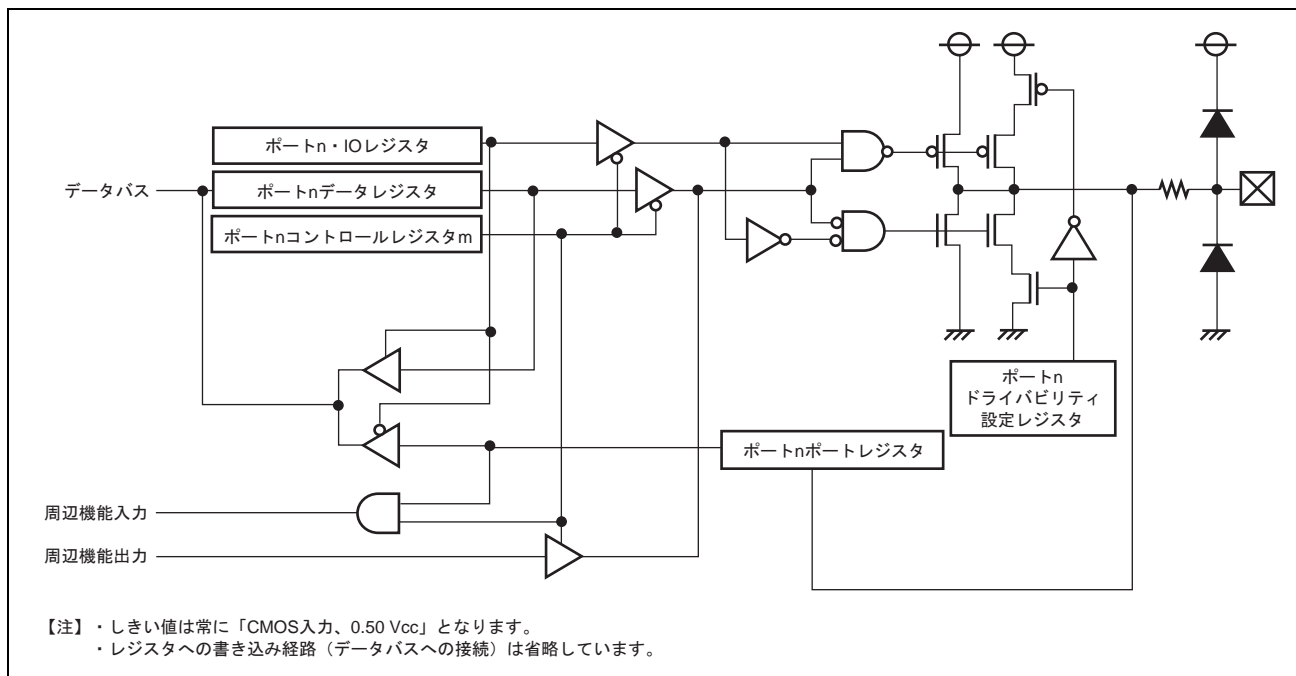 ポートn・IOレジスタ
データバス
ポートnデータレジスタ
ポートnコントロールレジスタm
ポートn
ドライバビリティ
設定レジスタ
ポートnポートレジスタ
周辺機能入力
周辺機能出力
【注】・しきい値は常に「CMOS入力、0.50 Vcc」となります。
・レジスタへの書き込み経路（データバスへの接続）は省略しています。